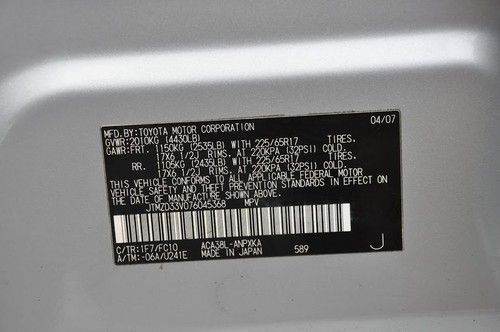 MFD.BY:TOYOTA MOTOR CORPORATION 04/07
GVWR:2010KG (4430LB)
GAWR:FRT. 1150KG (2535LB) WITH 225/65R17 TIRES.
17X6 1/2J RIMS AT 220KPA (32PSI) COLD.
RR. 1105KG (2435LB) WITH 225/65R17 TIRES.
17X6 1/2J RIMS AT 220KPA (32PSI) COLD.
THIS VEHICLE CONFORMS TO ALL APPLICABLE FEDERAL MOTOR
VEHICLE SAFETY AND THEFT PREVENTION STANDARDS IN EFFECT
ON THE DATE OF MANUFACTURE SHOWN ABOVE.
JTMZD33V076045368 MPV
C/TR:1F7/FC10 ACA38L-ANPXKA
A/TM:-06A/U241E MADE IN JAPAN 589 J